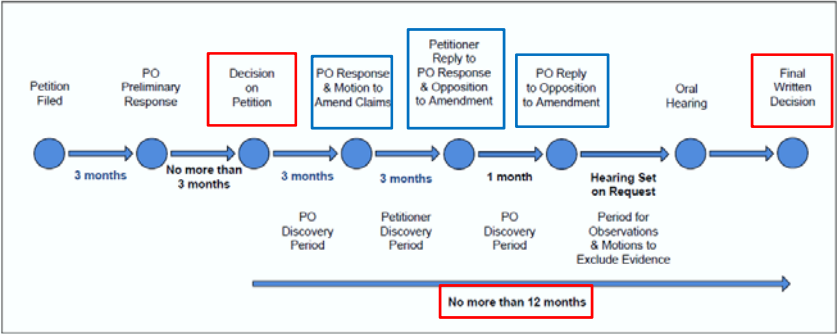 Petition
Filed
PO
Preliminary
Response
Decision
on
Petition
PO Response
& Motion to
Amend Claims
Petitioner
Reply to
PO Response
& Opposition
to Amendment
PO Reply
to Opposition
to Amendment
Oral
Hearing
Final
Written
Decision
3 months
No more than
3 months
3 months
3 months
1 month
Hearing Set
on Request
PO
Discovery
Period
Petitioner
Discovery
Period
PO
Discovery
Period
Period for
Observations
& Motions to
Exclude Evidence
No more than 12 months